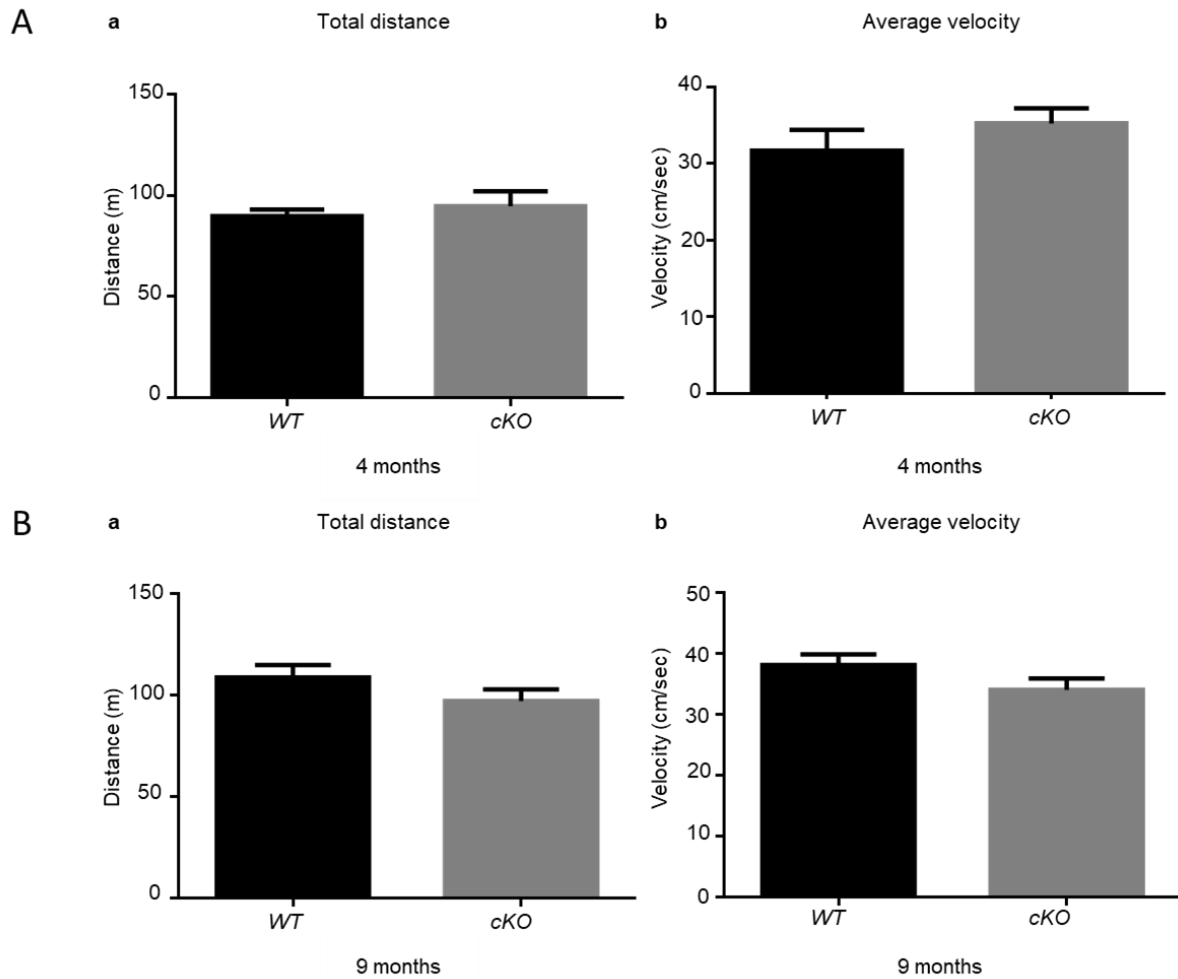 A
a Total distance
b Average velocity
Distance (m)
150
100
50
0
WT cKO
4 months
Velocity (cm/sec)
40
30
20
10
0
WT cKO
4 months
B
a Total distance
b Average velocity
Distance (m)
150
100
50
0
WT cKO
9 months
Velocity (cm/sec)
50
40
30
20
10
0
WT cKO
9 months